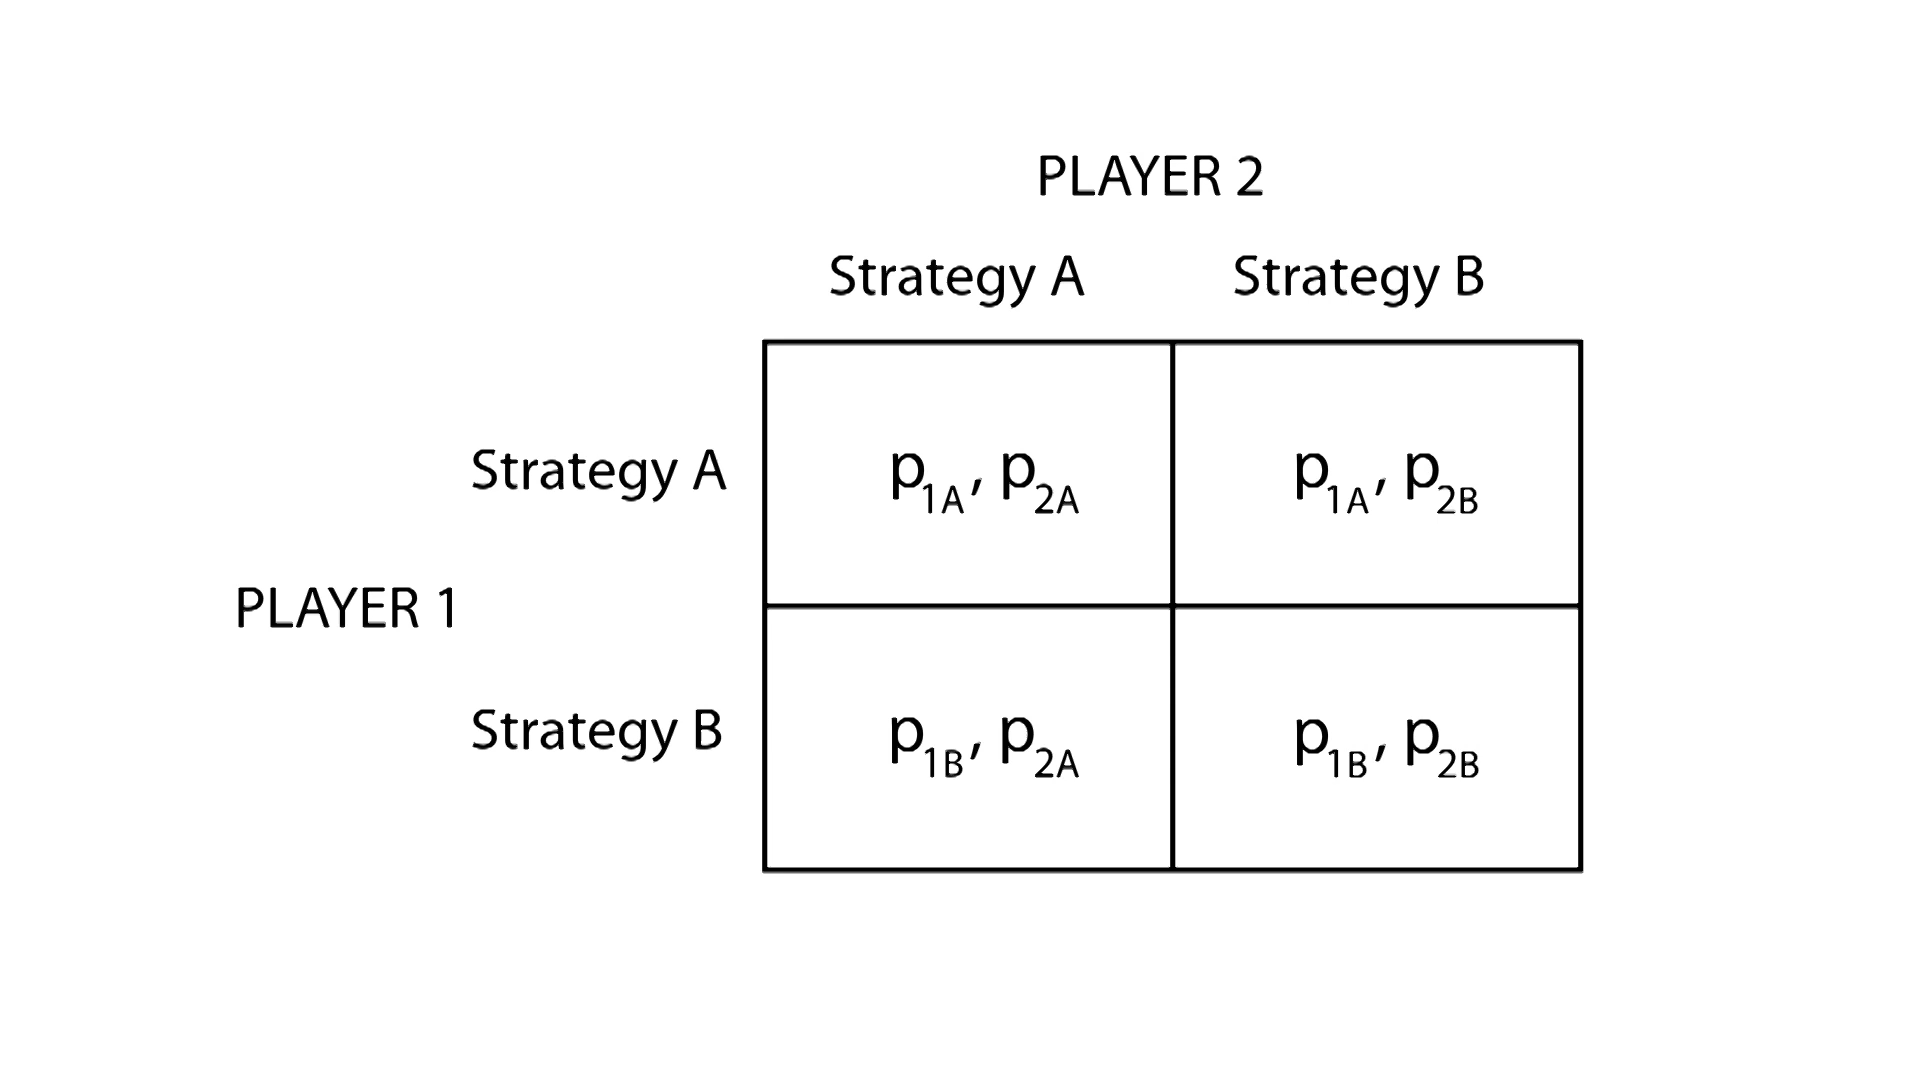 PLAYER 2
Strategy A Strategy B
Strategy A p1A, p2A p1A, p2B
PLAYER 1
Strategy B p1B, p2A p1B, p2B